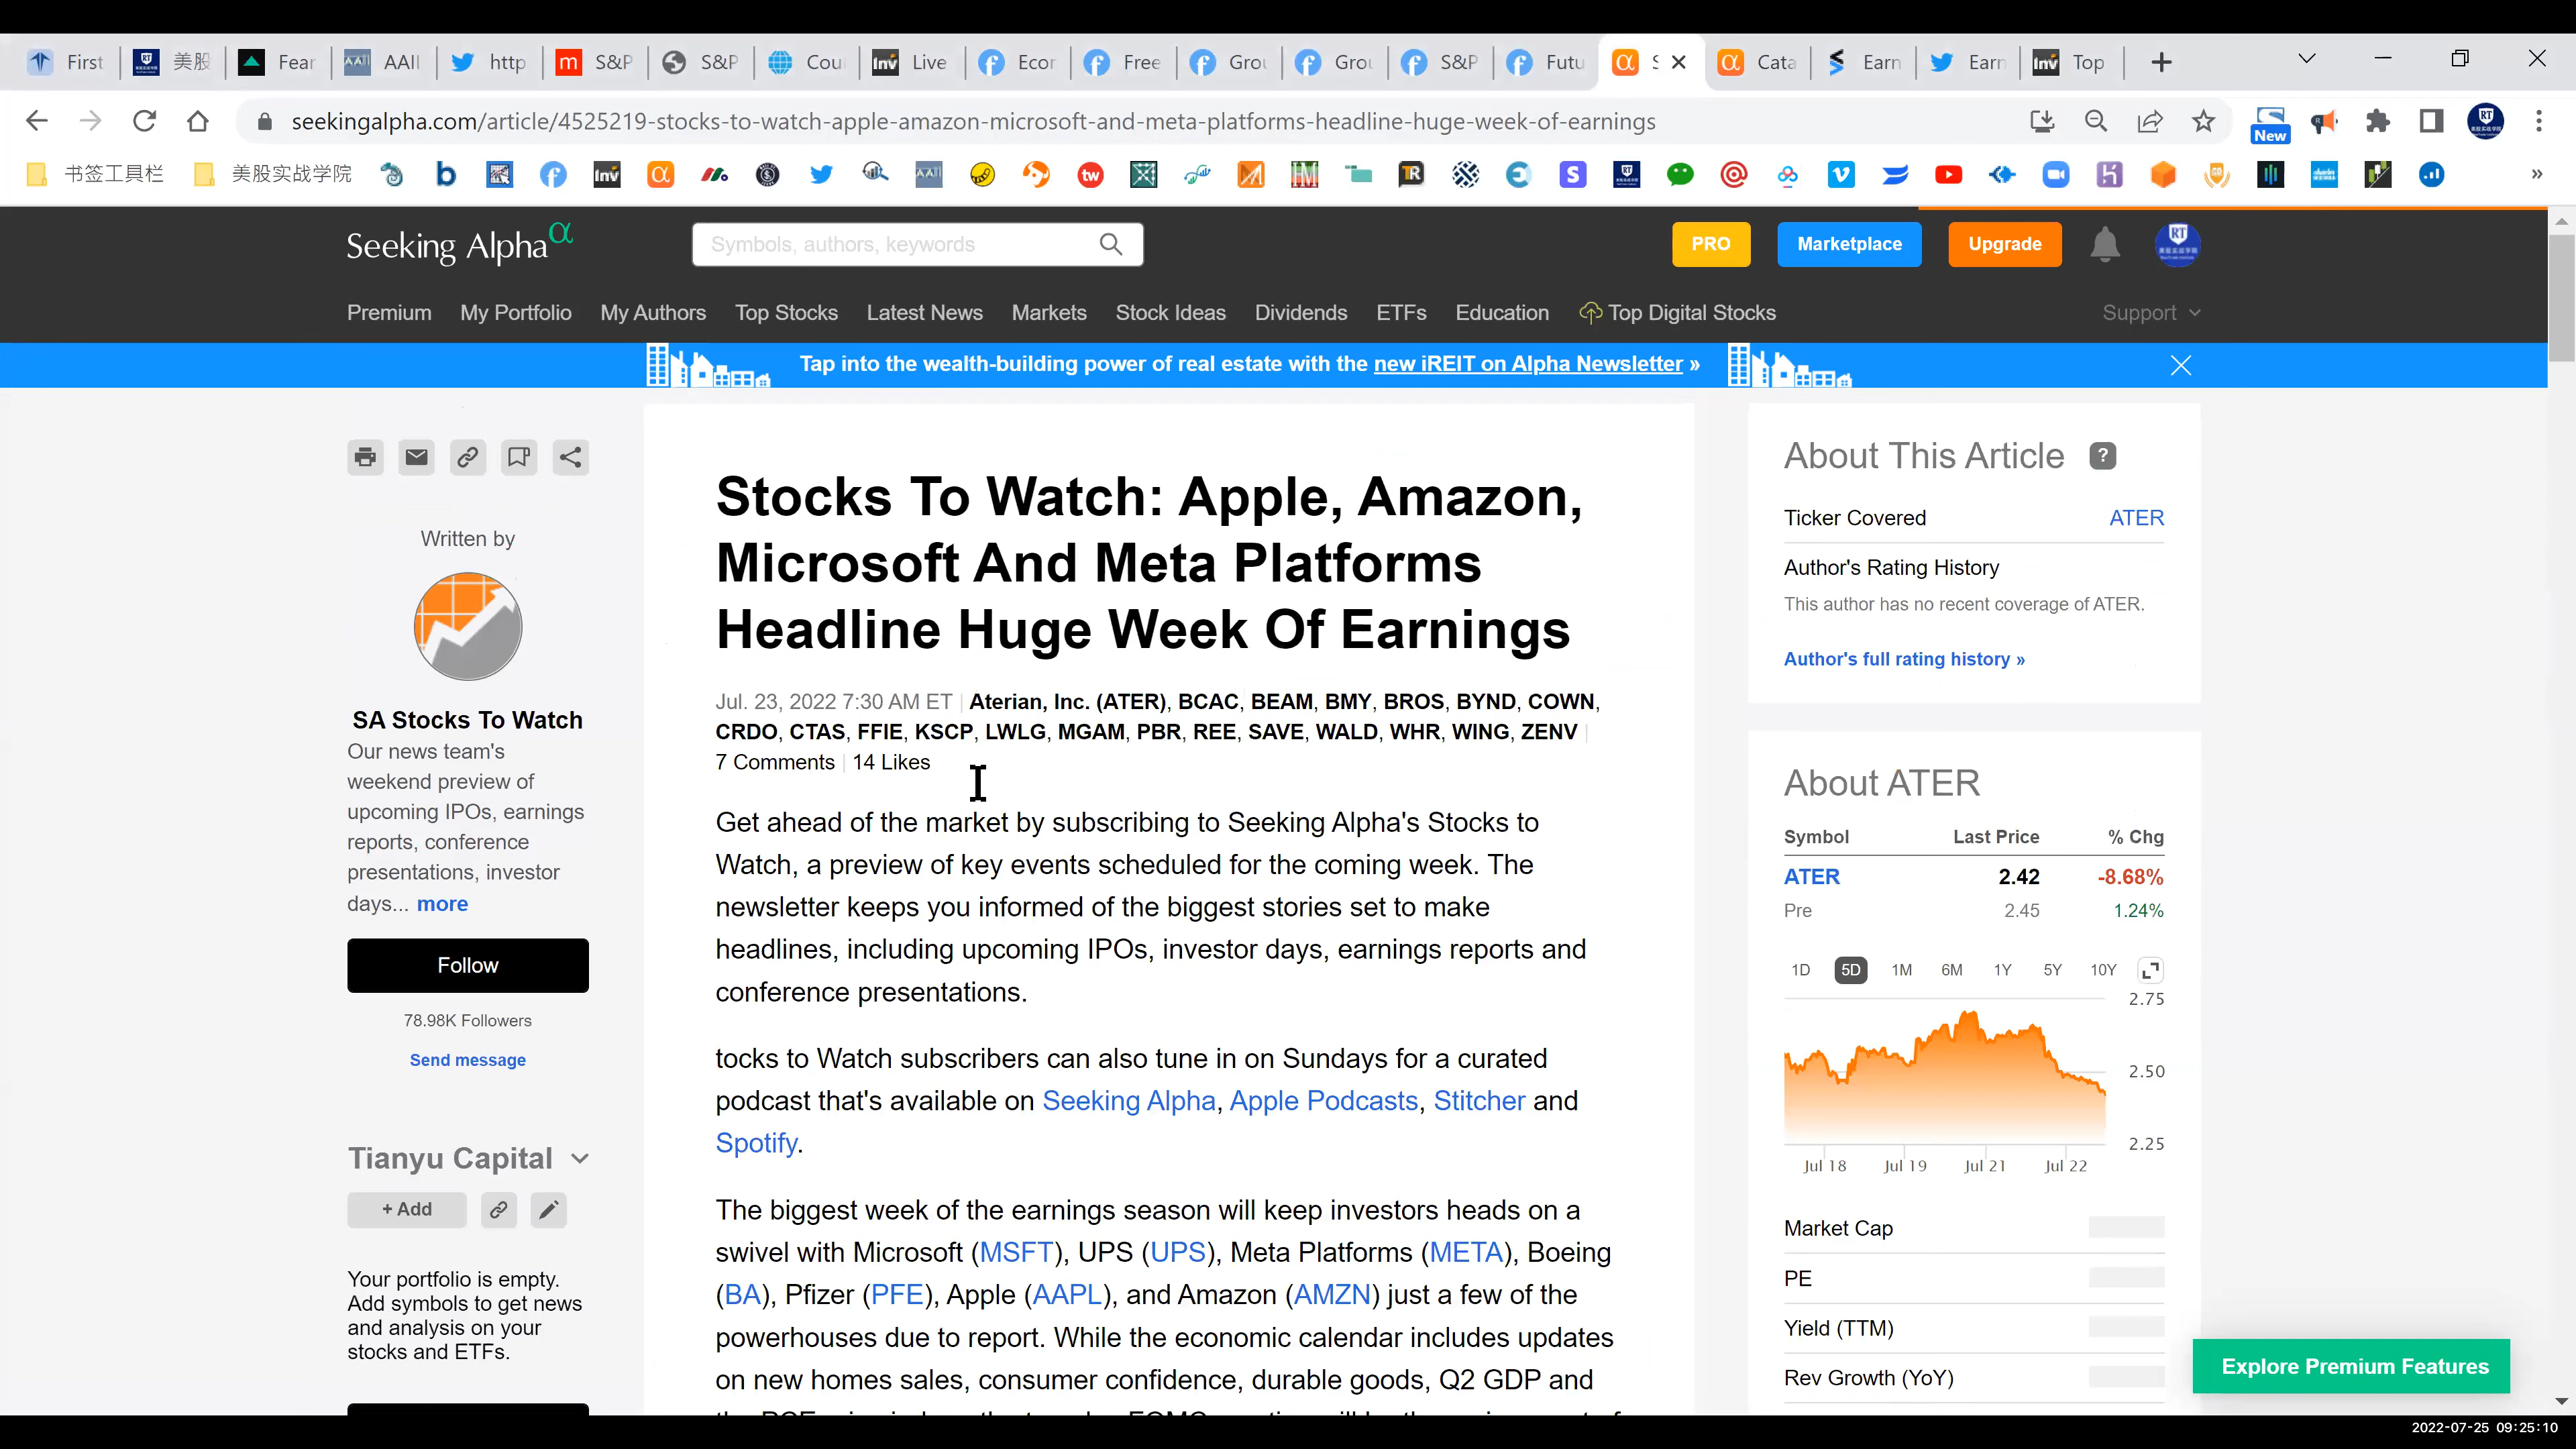 First
美股
Fear
AAII
http
S&P
S&P
Cour
Live
Econ
Free
Grou
Grou
S&P
Futu
S
Cata
Earn
Earn
Top
seekingalpha.com/article/4525219-stocks-to-watch-apple-amazon-microsoft-and-meta-platforms-headline-huge-week-of-earnings
New
书签工具栏
美股实战学院
Seeking Alpha α
Symbols, authors, keywords
PRO
Marketplace
Upgrade
Premium My Portfolio My Authors Top Stocks Latest News Markets Stock Ideas Dividends ETFs Education Top Digital Stocks Support
Tap into the wealth-building power of real estate with the new iREIT on Alpha Newsletter »
Written by
SA Stocks To Watch
Our news team's
weekend preview of
upcoming IPOs, earnings
reports, conference
presentations, investor
days... more
Follow
78.98K Followers
Send message
Tianyu Capital
+ Add
Your portfolio is empty.
Add symbols to get news
and analysis on your
stocks and ETFs.
Stocks To Watch: Apple, Amazon,
Microsoft And Meta Platforms
Headline Huge Week Of Earnings
Jul. 23, 2022 7:30 AM ET | Aterian, Inc. (ATER), BCAC, BEAM, BMY, BROS, BYND, COWN,
CRDO, CTAS, FFIE, KSCP, LWLG, MGAM, PBR, REE, SAVE, WALD, WHR, WING, ZENV |
7 Comments | 14 Likes
Get ahead of the market by subscribing to Seeking Alpha's Stocks to
Watch, a preview of key events scheduled for the coming week. The
newsletter keeps you informed of the biggest stories set to make
headlines, including upcoming IPOs, investor days, earnings reports and
conference presentations.
tocks to Watch subscribers can also tune in on Sundays for a curated
podcast that's available on Seeking Alpha, Apple Podcasts, Stitcher and
Spotify.
The biggest week of the earnings season will keep investors heads on a
swivel with Microsoft (MSFT), UPS (UPS), Meta Platforms (META), Boeing
(BA), Pfizer (PFE), Apple (AAPL), and Amazon (AMZN) just a few of the
powerhouses due to report. While the economic calendar includes updates
on new homes sales, consumer confidence, durable goods, Q2 GDP and
About This Article ?
Ticker Covered ATER
Author's Rating History
This author has no recent coverage of ATER.
Author's full rating history »
About ATER
Symbol Last Price % Chg
ATER 2.42 -8.68%
Pre 2.45 1.24%
1D 5D 1M 6M 1Y 5Y 10Y
2.75
2.50
2.25
Jul 18 Jul 19 Jul 21 Jul 22
Market Cap
PE
Yield (TTM)
Rev Growth (YoY)
Explore Premium Features
2022-07-25 09:25:10